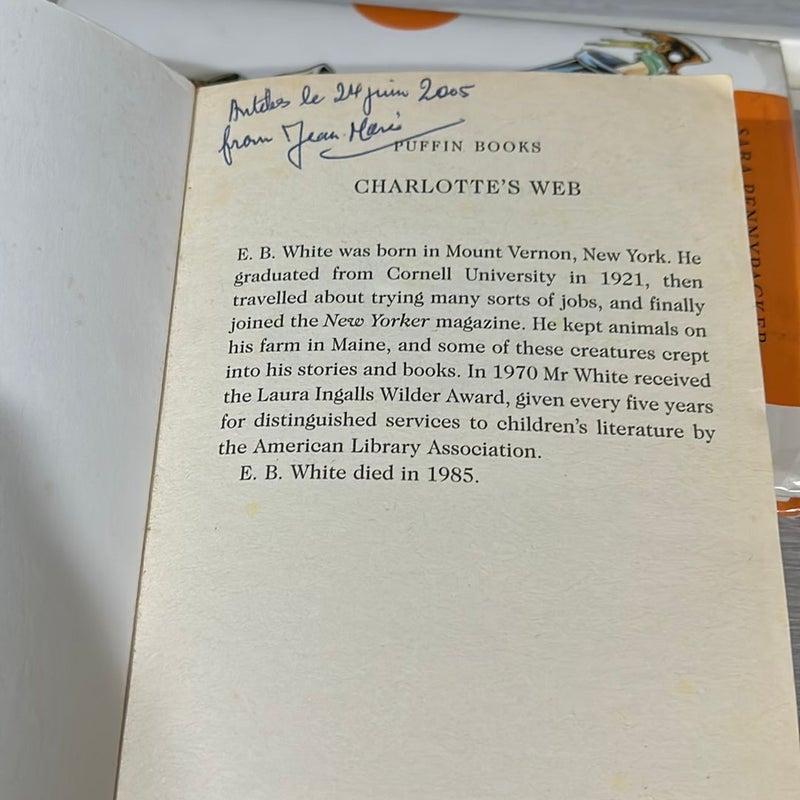 Antibes le 24 juin 2005
from Jean-Marie
PUFFIN BOOKS
CHARLOTTE'S WEB
E. B. White was born in Mount Vernon, New York. He
graduated from Cornell University in 1921, then
travelled about trying many sorts of jobs, and finally
joined the New Yorker magazine. He kept animals on
his farm in Maine, and some of these creatures crept
into his stories and books. In 1970 Mr White received
the Laura Ingalls Wilder Award, given every five years
for distinguished services to children's literature by
the American Library Association.
E. B. White died in 1985.
SARA PENNYPACKER